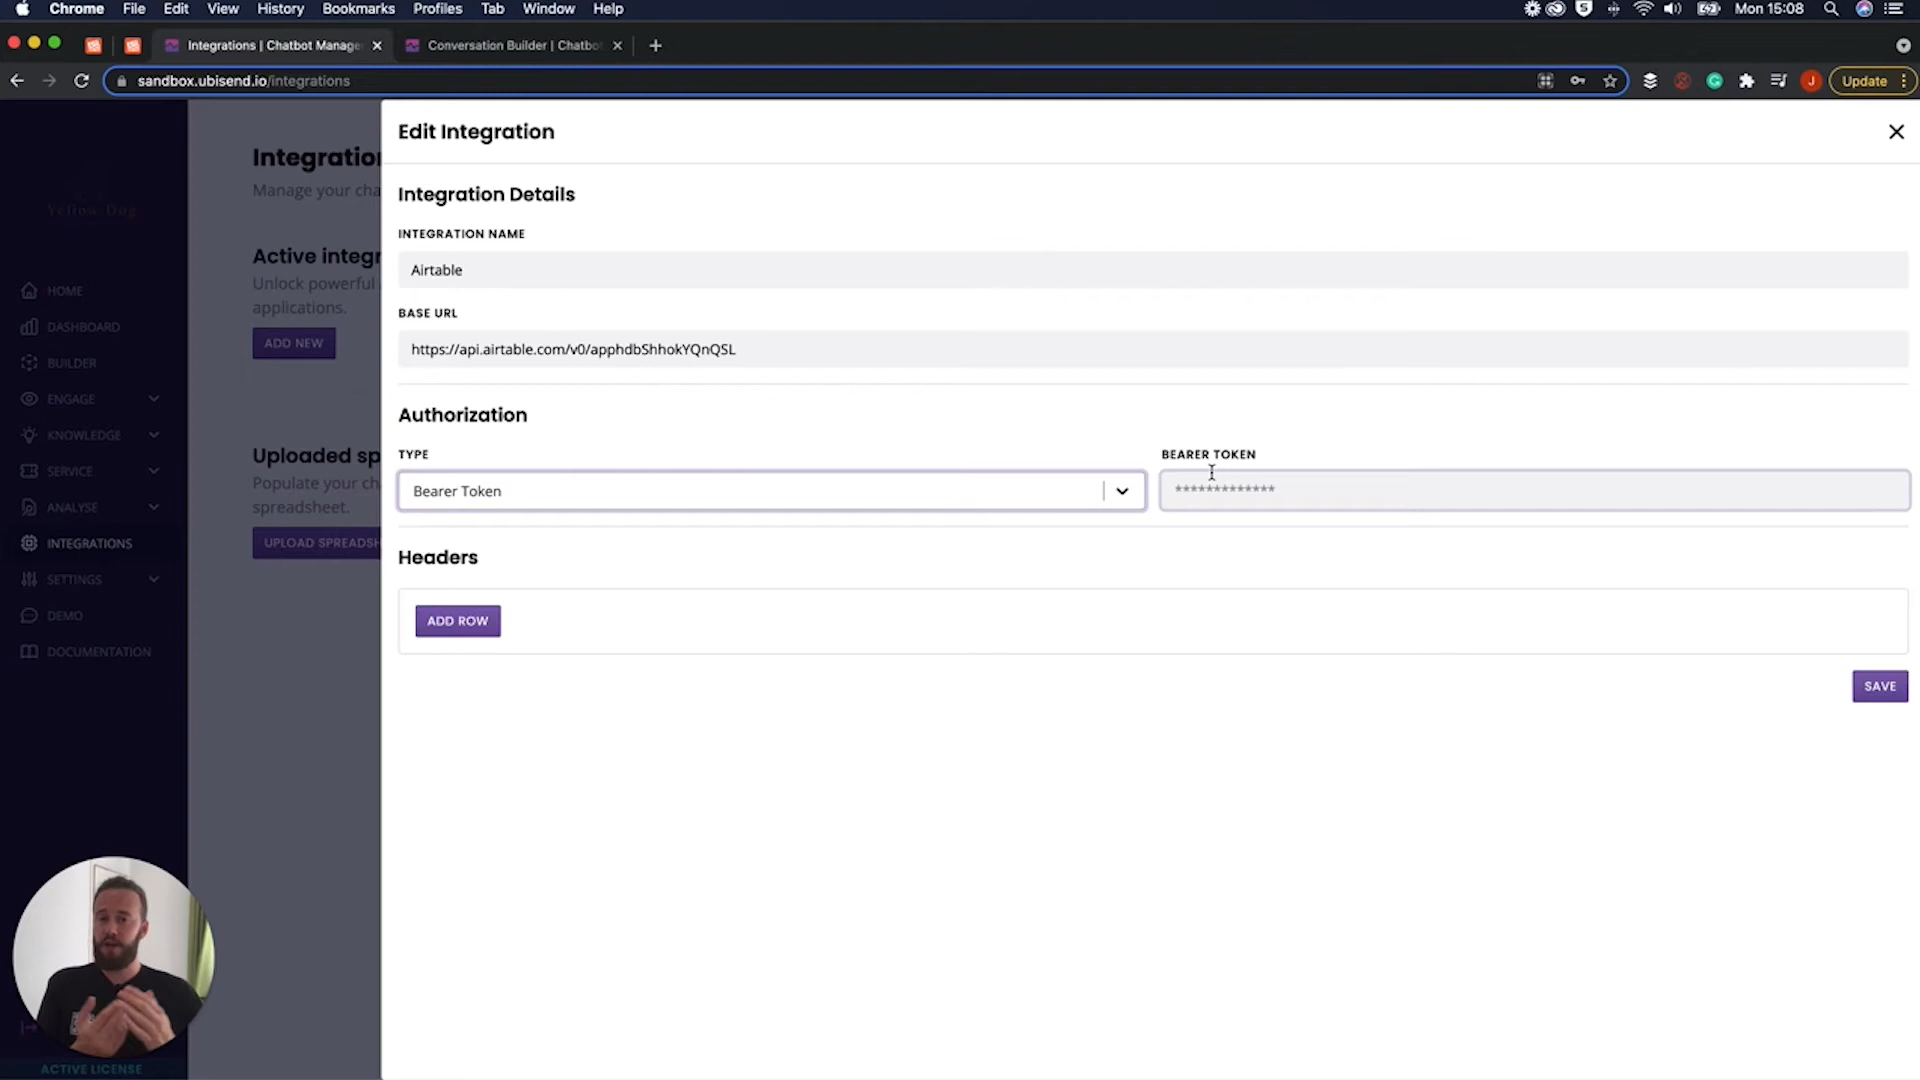 Chrome File Edit View History Bookmarks Profiles Tab Window Help Mon 15:08
Integrations | Chatbot Manage
Conversation Builder | Chatbot
sandbox.ubisend.io/integrations
Update
J
Yellow Dog
HOME
DASHBOARD
BUILDER
ENGAGE
KNOWLEDGE
SERVICE
ANALYSE
INTEGRATIONS
SETTINGS
DEMO
DOCUMENTATION
ACTIVE LICENSE
Integration
Manage your cha
Active integr
Unlock powerful
applications.
ADD NEW
Uploaded sp
Populate your ch
spreadsheet.
UPLOAD SPREADSH
Edit Integration
Integration Details
INTEGRATION NAME
Airtable
BASE URL
https://api.airtable.com/v0/apphdbShhokYQnQSL
Authorization
TYPE
BEARER TOKEN
Bearer Token
*************
Headers
ADD ROW
SAVE